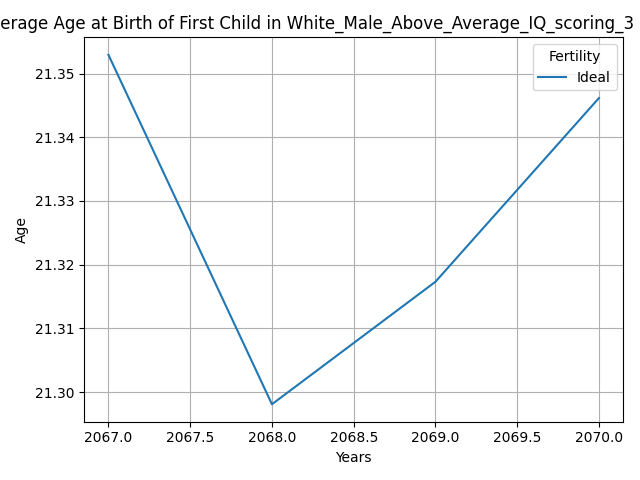 erage Age at Birth of First Child in White_Male_Above_Average_IQ_scoring_3
Fertility
Ideal
21.35
21.34
21.33
21.32
21.31
21.30
Age
2067.0 2067.5 2068.0 2068.5 2069.0 2069.5 2070.0
Years